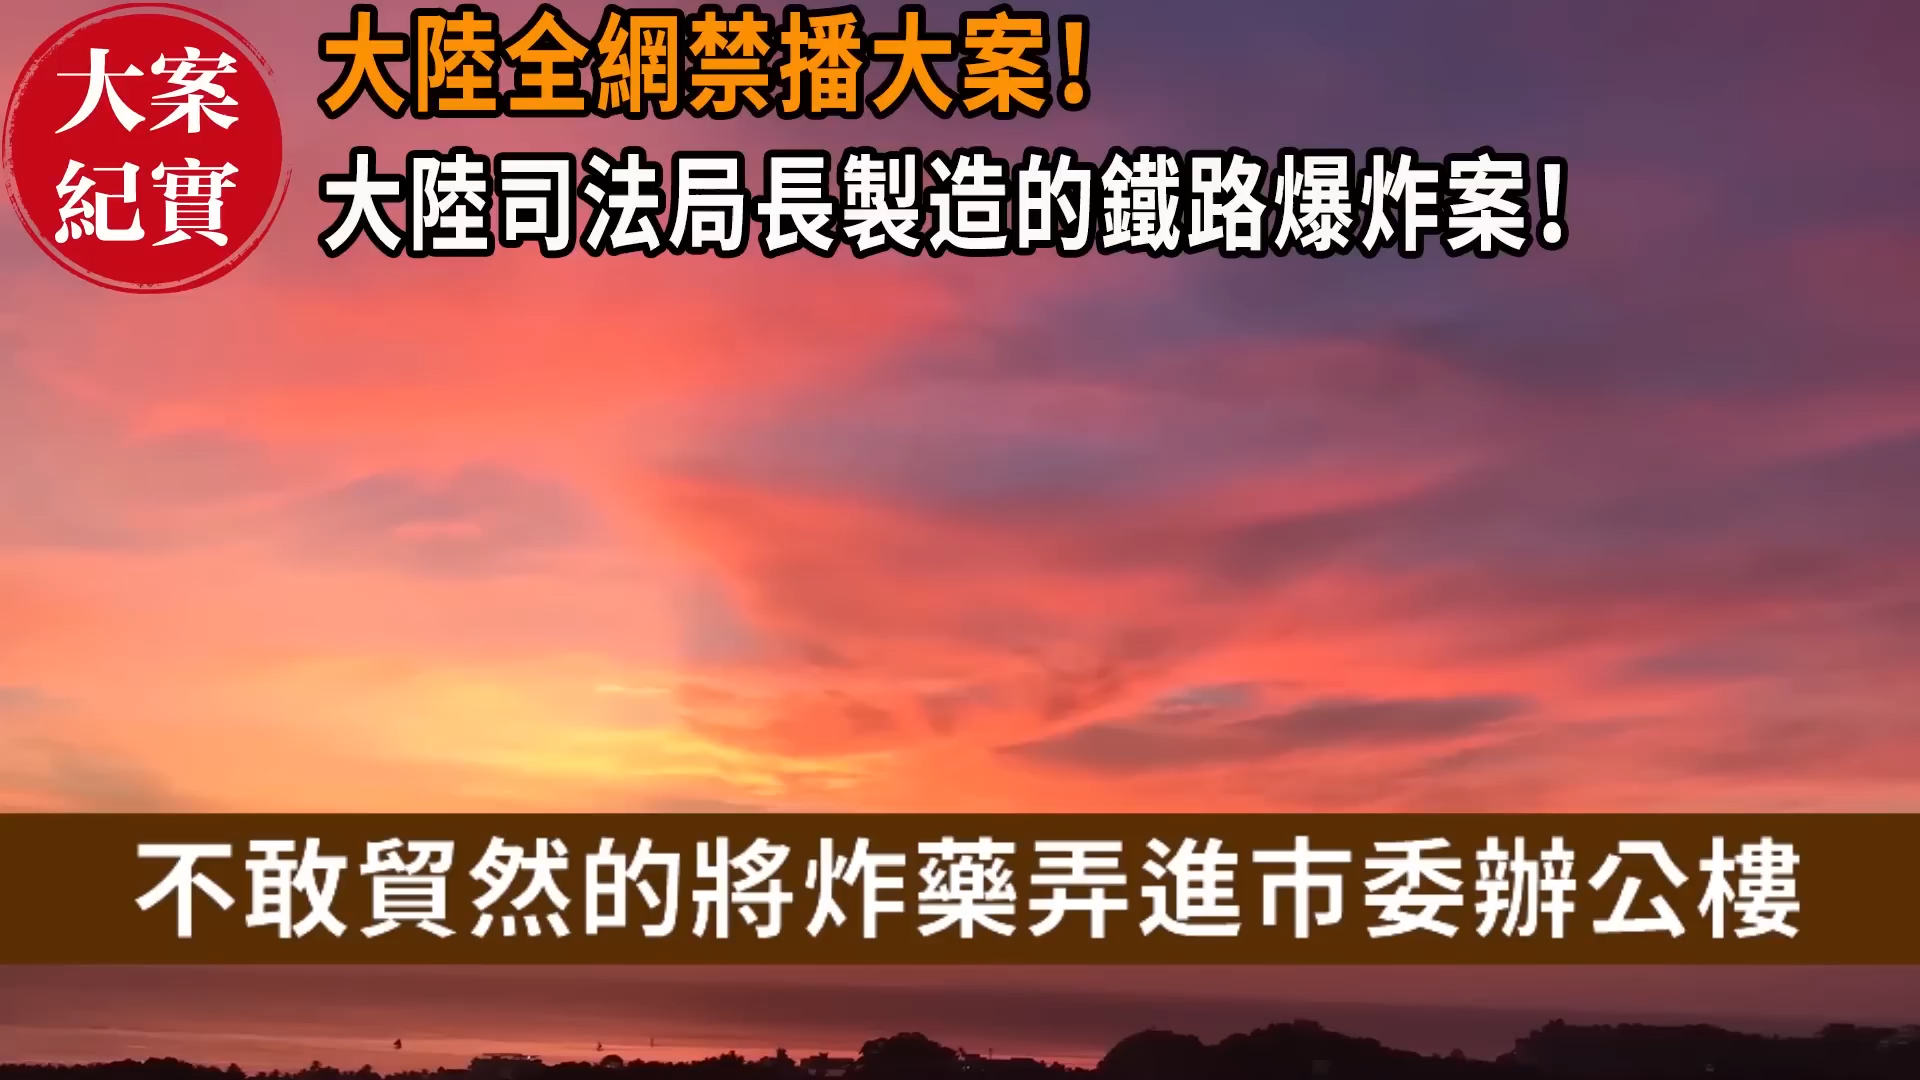 大案
紀實
大陸全網禁播大案！
大陸司法局長製造的鐵路爆炸案！
不敢貿然的將炸藥弄進市委辦公樓